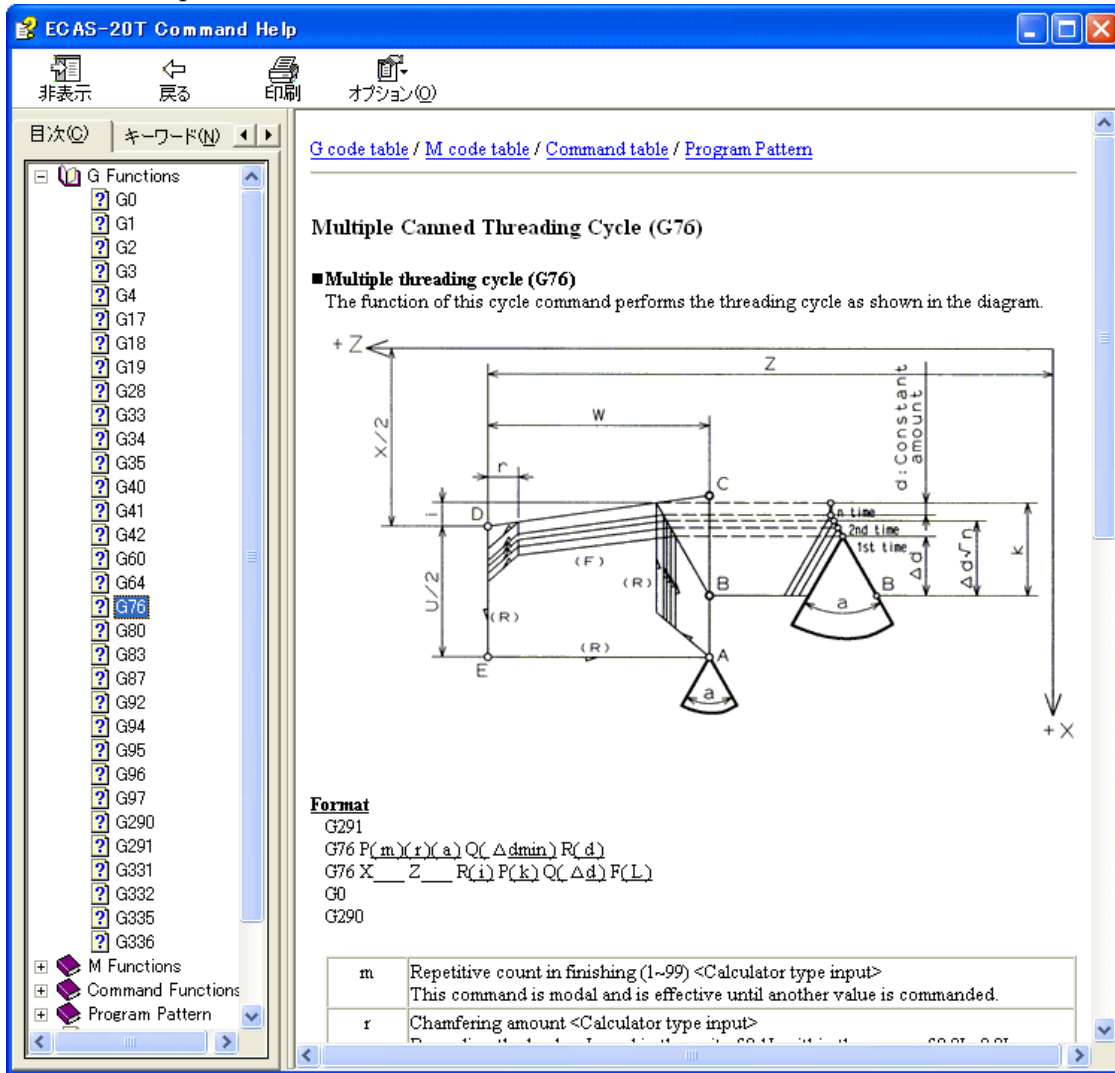 ECAS-20T Command Help
非表示
戻る
印刷
オプション(O)
目次(C)
キーワード(N)
G Functions
G0
G1
G2
G3
G4
G17
G18
G19
G28
G33
G34
G35
G40
G41
G42
G60
G64
G76
G80
G83
G87
G92
G94
G95
G96
G97
G290
G291
G331
G332
G335
G336
M Functions
Command Functions
Program Pattern
G code table / M code table / Command table / Program Pattern
Multiple Canned Threading Cycle (G76)
■Multiple threading cycle (G76)
The function of this cycle command performs the threading cycle as shown in the diagram.
+Z
Z
X/2
W
d: Constant amount
r
C
i
D
n time
2nd time
1st time
(F)
(R)
B
B
Δd
Δd√n
k
a
U/2
(R)
(R)
E
A
a
+X
Format
G291
G76 P(m)(r)(a) Q(Δdmin) R(d)
G76 X___ Z___ R(i) P(k) Q(Δd) F(L)
G0
G290
m Repetitive count in finishing (1~99) <Calculator type input>
This command is modal and is effective until another value is commanded.
r Chamfering amount <Calculator type input>